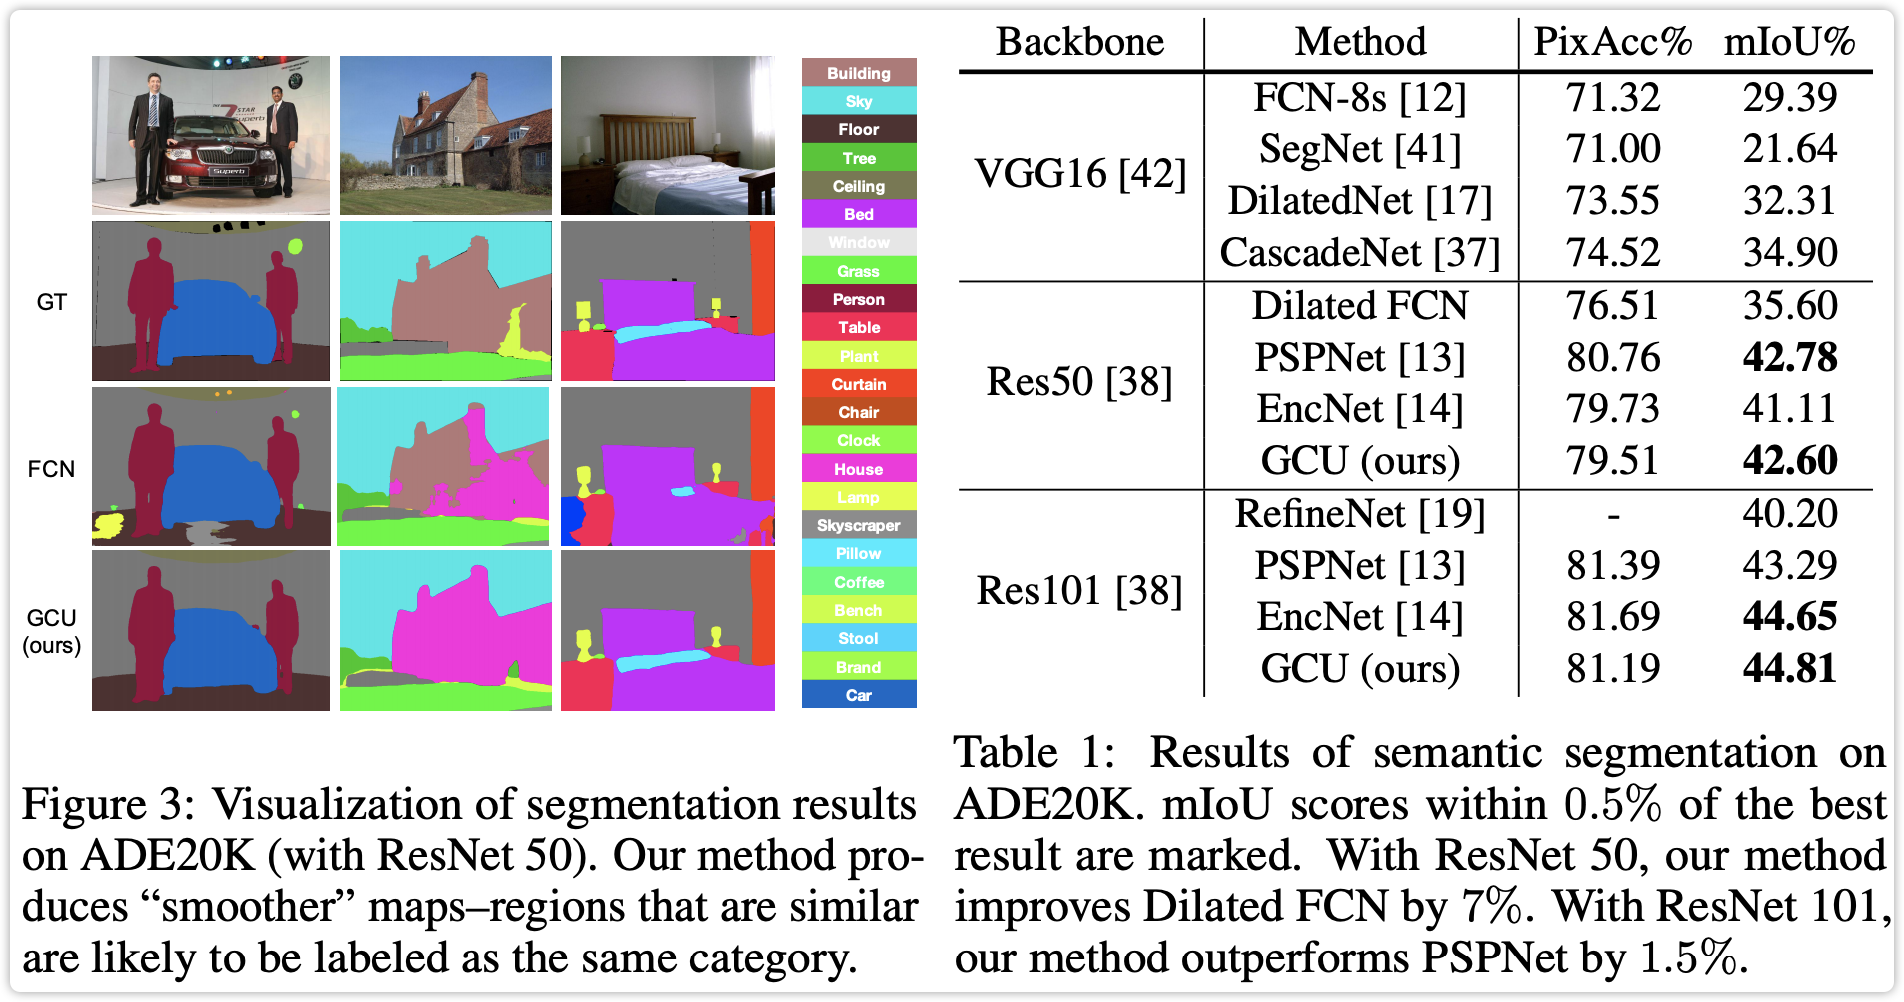 GT
FCN
GCU
(ours)
7 STAR
Superb
Superb
Building
Sky
Floor
Tree
Ceiling
Bed
Window
Grass
Person
Table
Plant
Curtain
Chair
Clock
House
Lamp
Skyscraper
Pillow
Coffee
Bench
Stool
Brand
Car
Figure 3: Visualization of segmentation results
on ADE20K (with ResNet 50). Our method pro-
duces “smoother” maps–regions that are similar
are likely to be labeled as the same category.
Backbone Method PixAcc% mIoU%
VGG16 [42]
FCN-8s [12] 71.32 29.39
SegNet [41] 71.00 21.64
DilatedNet [17] 73.55 32.31
CascadeNet [37] 74.52 34.90
Res50 [38]
Dilated FCN 76.51 35.60
PSPNet [13] 80.76 42.78
EncNet [14] 79.73 41.11
GCU (ours) 79.51 42.60
Res101 [38]
RefineNet [19] - 40.20
PSPNet [13] 81.39 43.29
EncNet [14] 81.69 44.65
GCU (ours) 81.19 44.81
Table 1: Results of semantic segmentation on
ADE20K. mIoU scores within 0.5% of the best
result are marked. With ResNet 50, our method
improves Dilated FCN by 7%. With ResNet 101,
our method outperforms PSPNet by 1.5%.